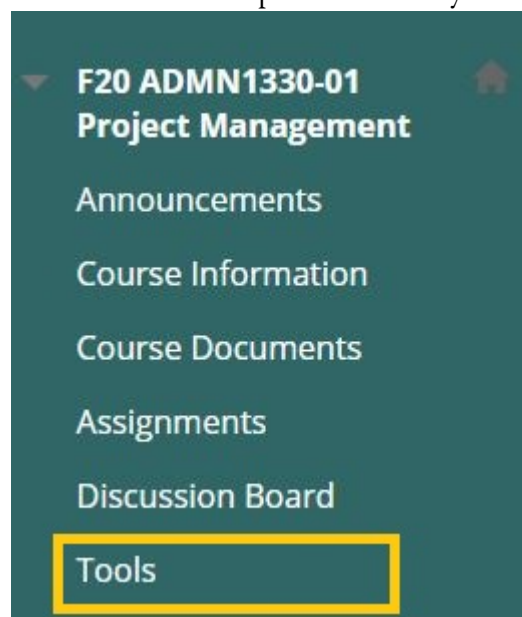 F20 ADMN1330-01
Project Management
Announcements
Course Information
Course Documents
Assignments
Discussion Board
Tools